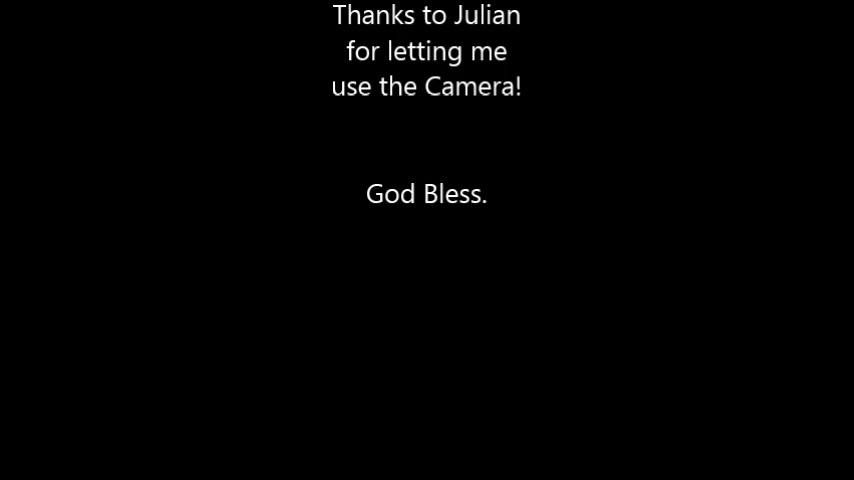 Thanks to Julian
for letting me
use the Camera!
God Bless.